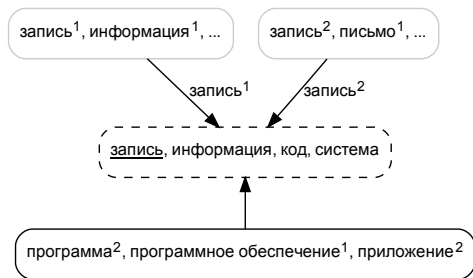 запись¹, информация¹, ...
запись², письмо¹, ...
запись¹
запись²
запись, информация, код, система
программа², программное обеспечение¹, приложение²